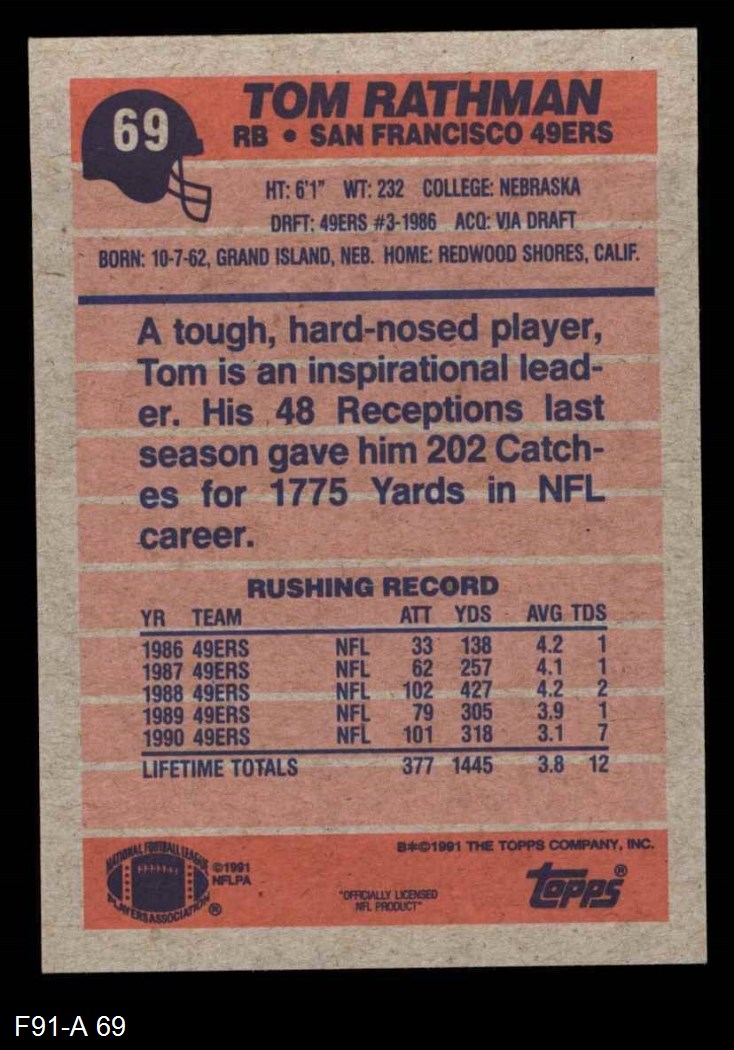 69
TOM RATHMAN
RB • SAN FRANCISCO 49ERS
HT: 6'1" WT: 232 COLLEGE: NEBRASKA
DRFT: 49ERS #3-1986 ACQ: VIA DRAFT
BORN: 10-7-62, GRAND ISLAND, NEB. HOME: REDWOOD SHORES, CALIF.
A tough, hard-nosed player,
Tom is an inspirational lead-
er. His 48 Receptions last
season gave him 202 Catch-
es for 1775 Yards in NFL
career.
RUSHING RECORD
YR TEAM ATT YDS AVG TDS
1986 49ERS NFL 33 138 4.2 1
1987 49ERS NFL 62 257 4.1 1
1988 49ERS NFL 102 427 4.2 2
1989 49ERS NFL 79 305 3.9 1
1990 49ERS NFL 101 318 3.1 7
LIFETIME TOTALS 377 1445 3.8 12
B*©1991 THE TOPPS COMPANY, INC.
NATIONAL FOOTBALL LEAGUE
PLAYERS ASSOCIATION ®
©1991
NFLPA
"OFFICIALLY LICENSED
NFL PRODUCT"
topps®
F91-A 69